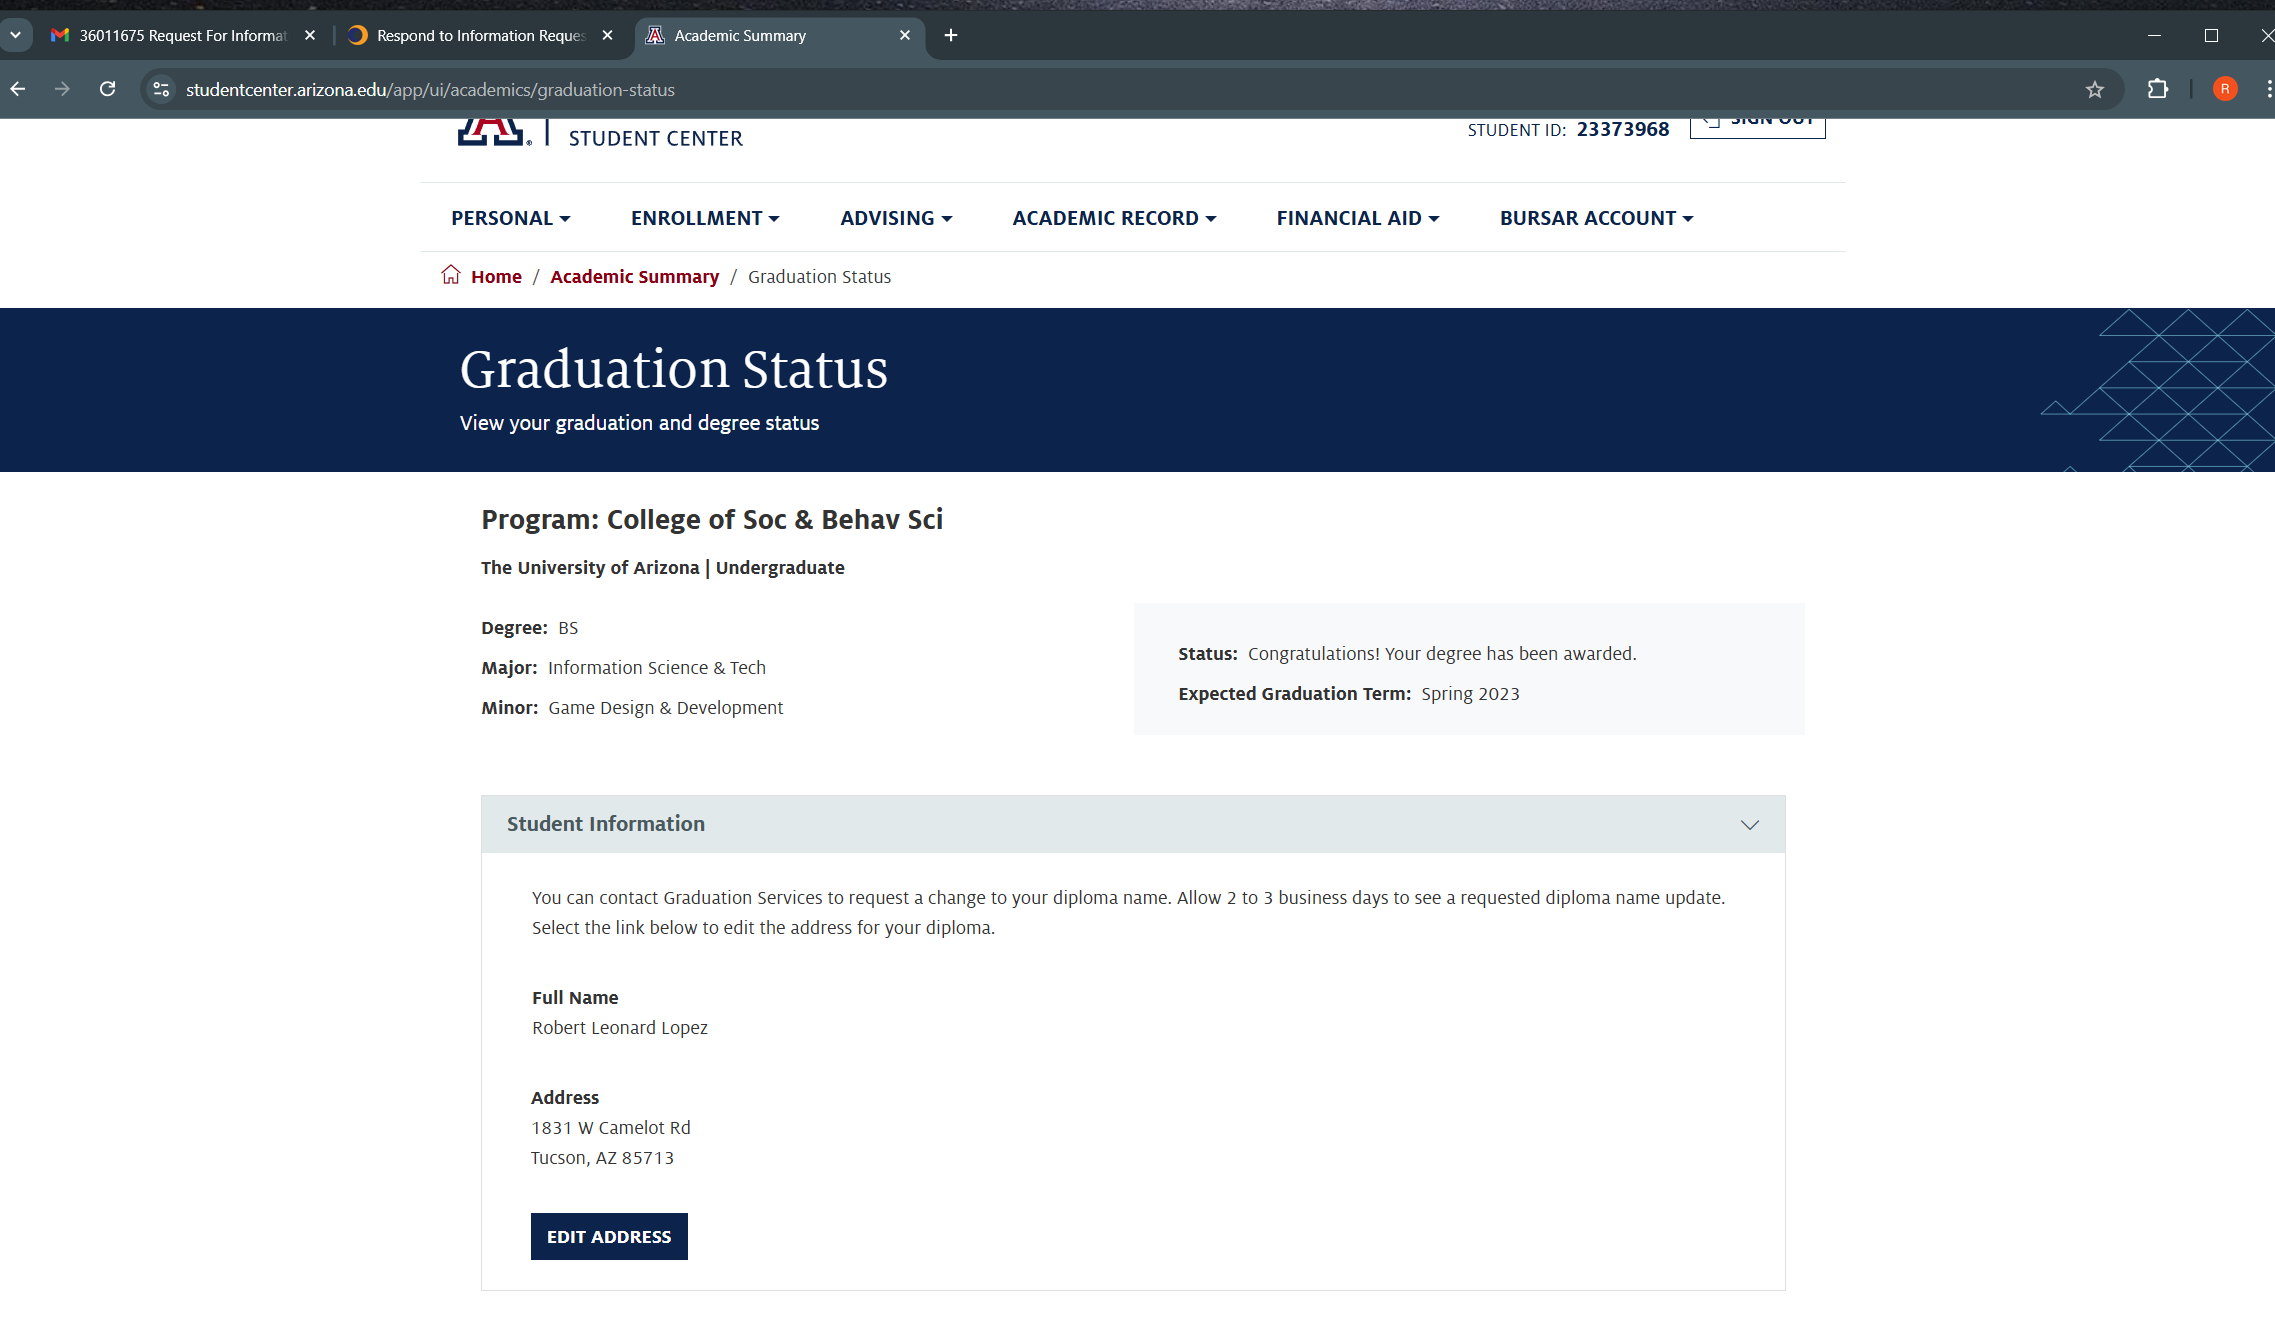 36011675 Request For Informat
Respond to Information Reques
Academic Summary
studentcenter.arizona.edu/app/ui/academics/graduation-status
R
STUDENT CENTER
STUDENT ID: 23373968
SIGN OUT
PERSONAL
ENROLLMENT
ADVISING
ACADEMIC RECORD
FINANCIAL AID
BURSAR ACCOUNT
Home / Academic Summary / Graduation Status
Graduation Status
View your graduation and degree status
Program: College of Soc & Behav Sci
The University of Arizona | Undergraduate
Degree: BS
Major: Information Science & Tech
Minor: Game Design & Development
Status: Congratulations! Your degree has been awarded.
Expected Graduation Term: Spring 2023
Student Information
You can contact Graduation Services to request a change to your diploma name. Allow 2 to 3 business days to see a requested diploma name update.
Select the link below to edit the address for your diploma.
Full Name
Robert Leonard Lopez
Address
1831 W Camelot Rd
Tucson, AZ 85713
EDIT ADDRESS